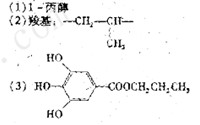 (1)1-丙醇
(2)羧基; —CH₂—CH—
CH₃
HO
(3) HO COOCH₂CH₂CH₃
HO